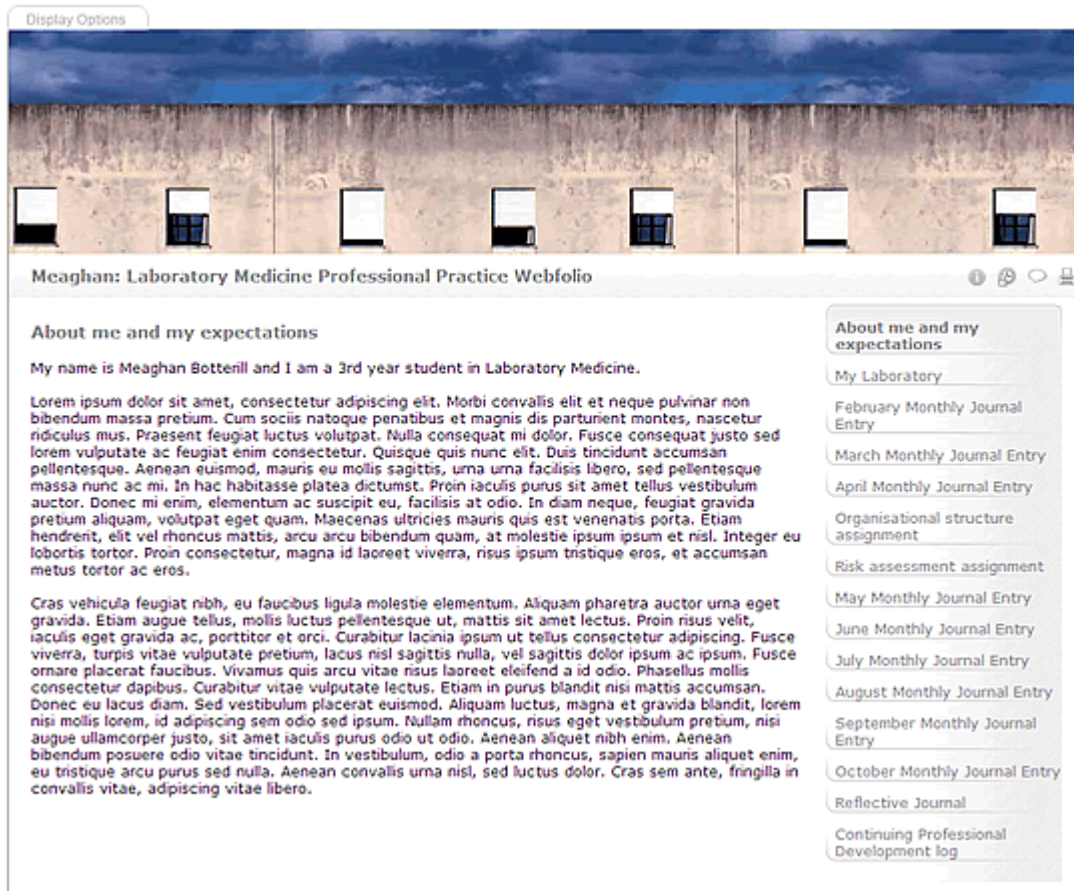 Display Options
Meaghan: Laboratory Medicine Professional Practice Webfolio
About me and my expectations
My name is Meaghan Botterill and I am a 3rd year student in Laboratory Medicine.
Lorem ipsum dolor sit amet, consectetur adipiscing elit. Morbi convallis elit et neque pulvinar non
bibendum massa pretium. Cum sociis natoque penatibus et magnis dis parturient montes, nascetur
ridiculus mus. Praesent feugiat luctus volutpat. Nulla consequat mi dolor. Fusce consequat justo sed
lorem vulputate ac feugiat enim consectetur. Quisque quis nunc elit. Duis tincidunt accumsan
pellentesque. Aenean euismod, mauris eu mollis sagittis, urna urna facilisis libero, sed pellentesque
massa nunc ac mi. In hac habitasse platea dictumst. Proin iaculis purus sit amet tellus vestibulum
auctor. Donec mi enim, elementum ac suscipit eu, facilisis at odio. In diam neque, feugiat gravida
pretium aliquam, volutpat eget quam. Maecenas ultricies mauris quis est venenatis porta. Etiam
hendrerit, elit vel rhoncus mattis, arcu arcu bibendum quam, at molestie ipsum ipsum et nisl. Integer eu
lobortis tortor. Proin consectetur, magna id laoreet viverra, risus ipsum tristique eros, et accumsan
metus tortor ac eros.
Cras vehicula feugiat nibh, eu faucibus ligula molestie elementum. Aliquam pharetra auctor urna eget
gravida. Etiam augue tellus, mollis luctus pellentesque ut, mattis sit amet lectus. Proin risus velit,
iaculis eget gravida ac, porttitor et orci. Curabitur lacinia ipsum ut tellus consectetur adipiscing. Fusce
viverra, turpis vitae vulputate pretium, lacus nisl sagittis nulla, vel sagittis dolor ipsum ac ipsum. Fusce
ornare placerat faucibus. Vivamus quis arcu vitae risus laoreet eleifend a id odio. Phasellus mollis
consectetur dapibus. Curabitur vitae vulputate lectus. Etiam in purus blandit nisi mattis accumsan.
Donec eu lacus diam. Sed vestibulum placerat euismod. Aliquam luctus, magna et gravida blandit, lorem
nisi mollis lorem, id adipiscing sem odio sed ipsum. Nullam rhoncus, risus eget vestibulum pretium, nisi
augue ullamcorper justo, sit amet iaculis purus odio ut odio. Aenean aliquet nibh enim. Aenean
bibendum posuere odio vitae tincidunt. In vestibulum, odio a porta rhoncus, sapien mauris aliquet enim,
eu tristique arcu purus sed nulla. Aenean convallis urna nisl, sed luctus dolor. Cras sem ante, fringilla in
convallis vitae, adipiscing vitae libero.
About me and my
expectations
My Laboratory
February Monthly Journal
Entry
March Monthly Journal Entry
April Monthly Journal Entry
Organisational structure
assignment
Risk assessment assignment
May Monthly Journal Entry
June Monthly Journal Entry
July Monthly Journal Entry
August Monthly Journal Entry
September Monthly Journal
Entry
October Monthly Journal Entry
Reflective Journal
Continuing Professional
Development log